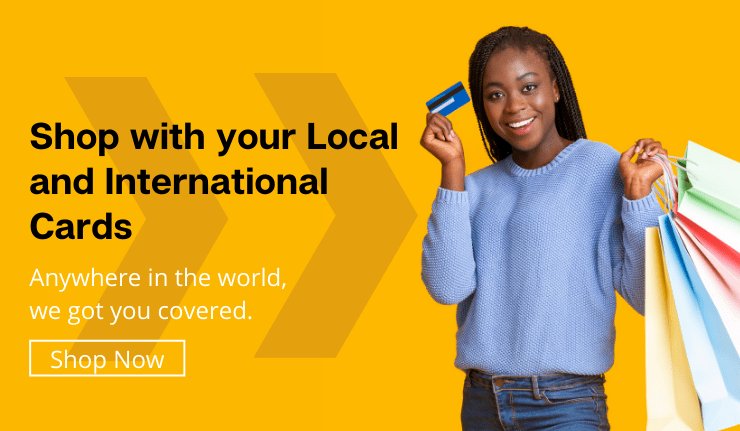 Shop with your Local
and International
Cards
Anywhere in the world,
we got you covered.
Shop Now